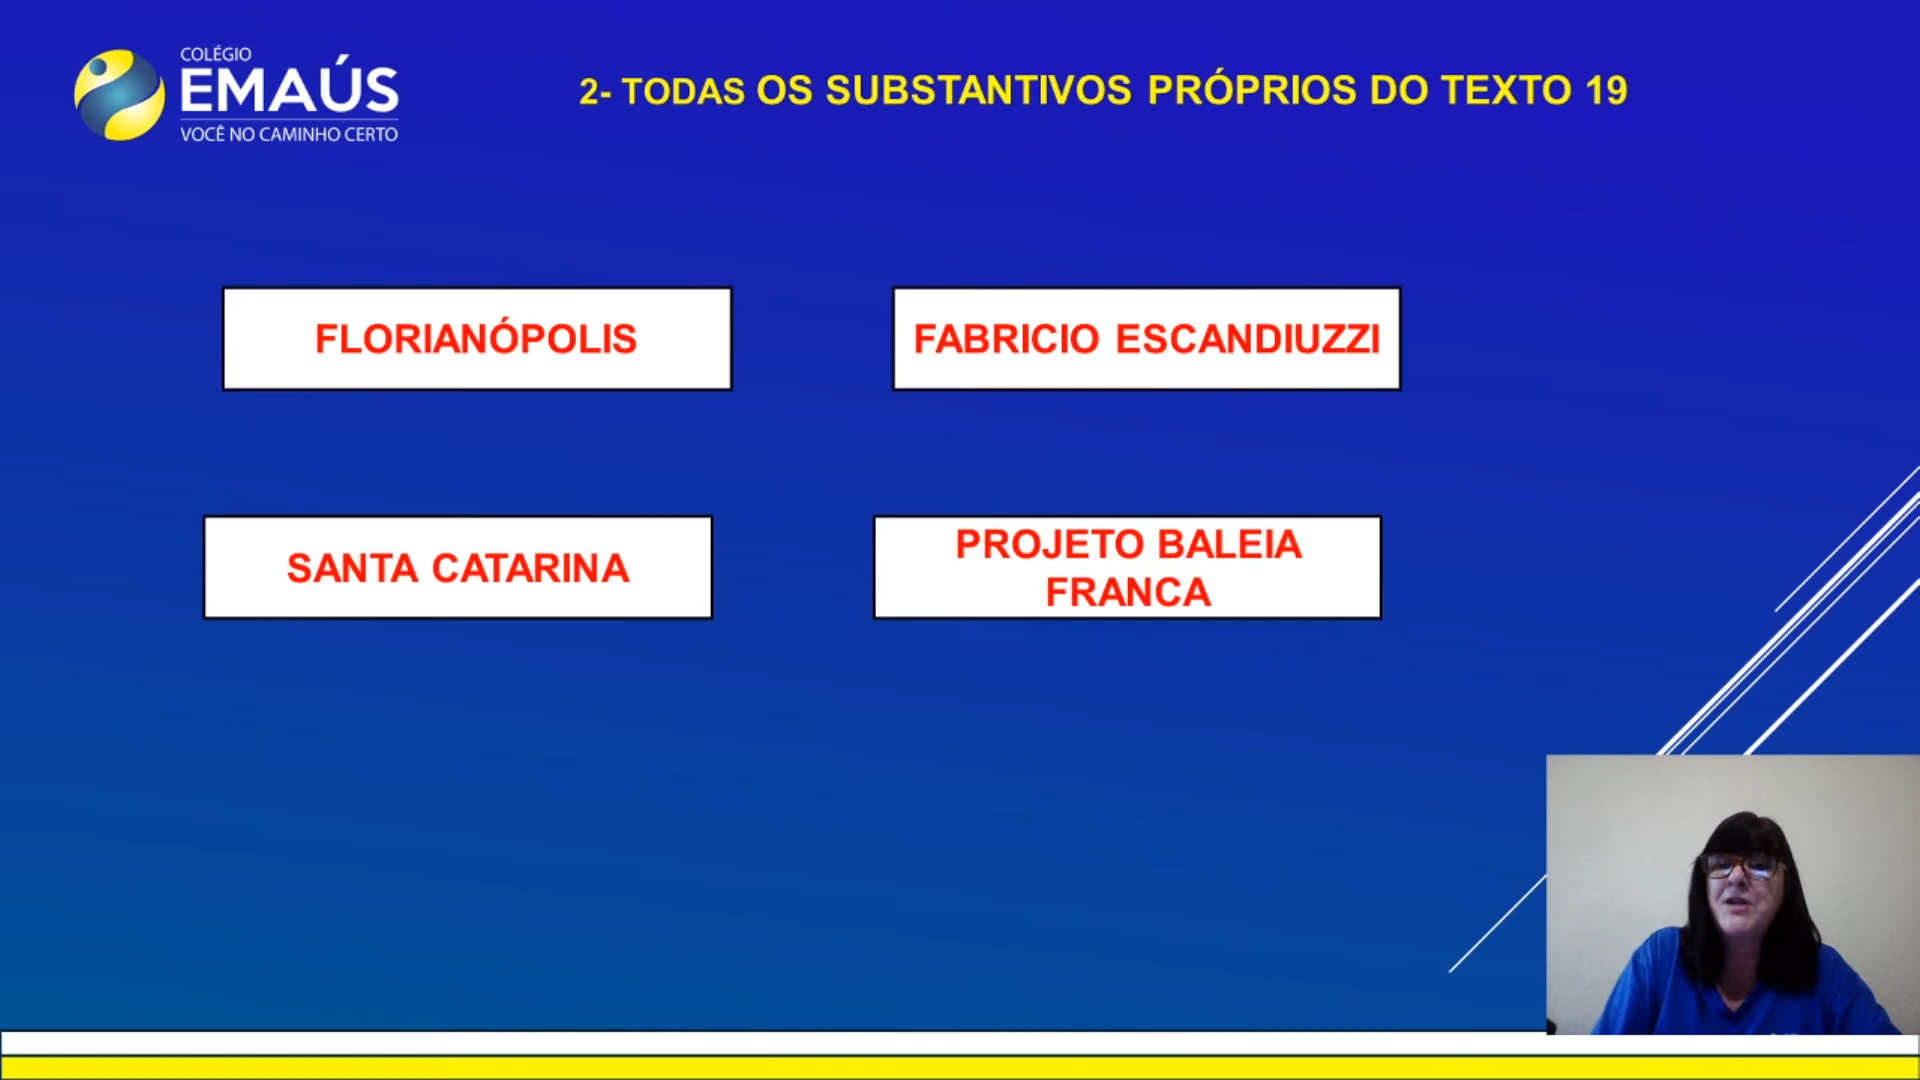 COLÉGIO
EMAÚS
VOCÊ NO CAMINHO CERTO
2- TODAS OS SUBSTANTIVOS PRÓPRIOS DO TEXTO 19
FLORIANÓPOLIS
FABRICIO ESCANDIUZZI
SANTA CATARINA
PROJETO BALEIA
FRANCA